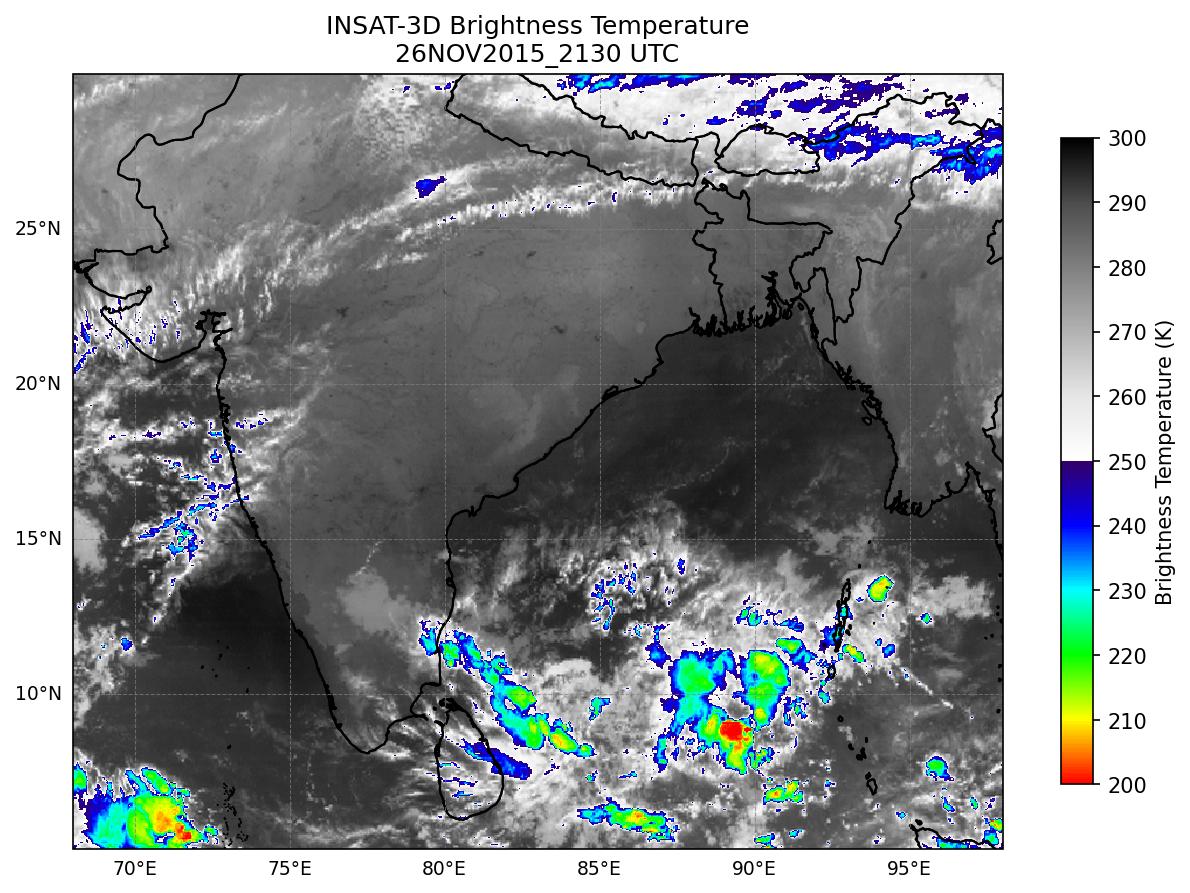 INSAT-3D Brightness Temperature
26NOV2015_2130 UTC
25°N
20°N
15°N
10°N
70°E
75°E
80°E
85°E
90°E
95°E
300
290
280
270
260
250
240
230
220
210
200
Brightness Temperature (K)